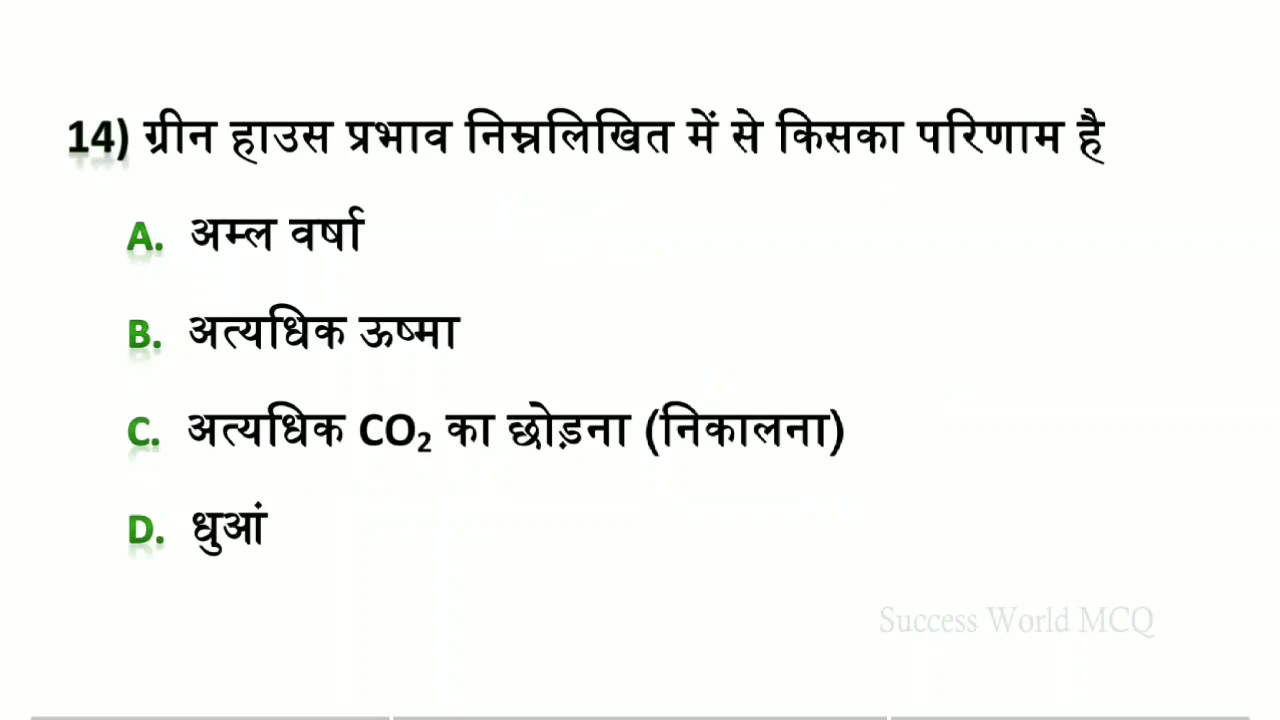 14) ग्रीन हाउस प्रभाव निम्नलिखित में से किसका परिणाम है
A. अम्ल वर्षा
B. अत्यधिक ऊष्मा
C. अत्यधिक CO₂ का छोड़ना (निकालना)
D. धुआं
Success World MCQ